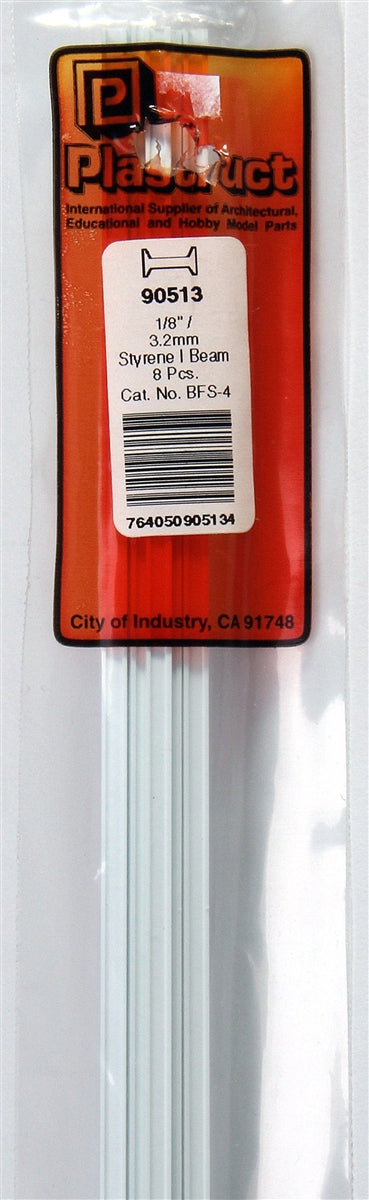 P
Plastruct
International Supplier of Architectural,
Educational and Hobby Model Parts
90513
1/8" /
3.2mm
Styrene I Beam
8 Pcs.
Cat. No. BFS-4
764050905134
City of Industry, CA 91748